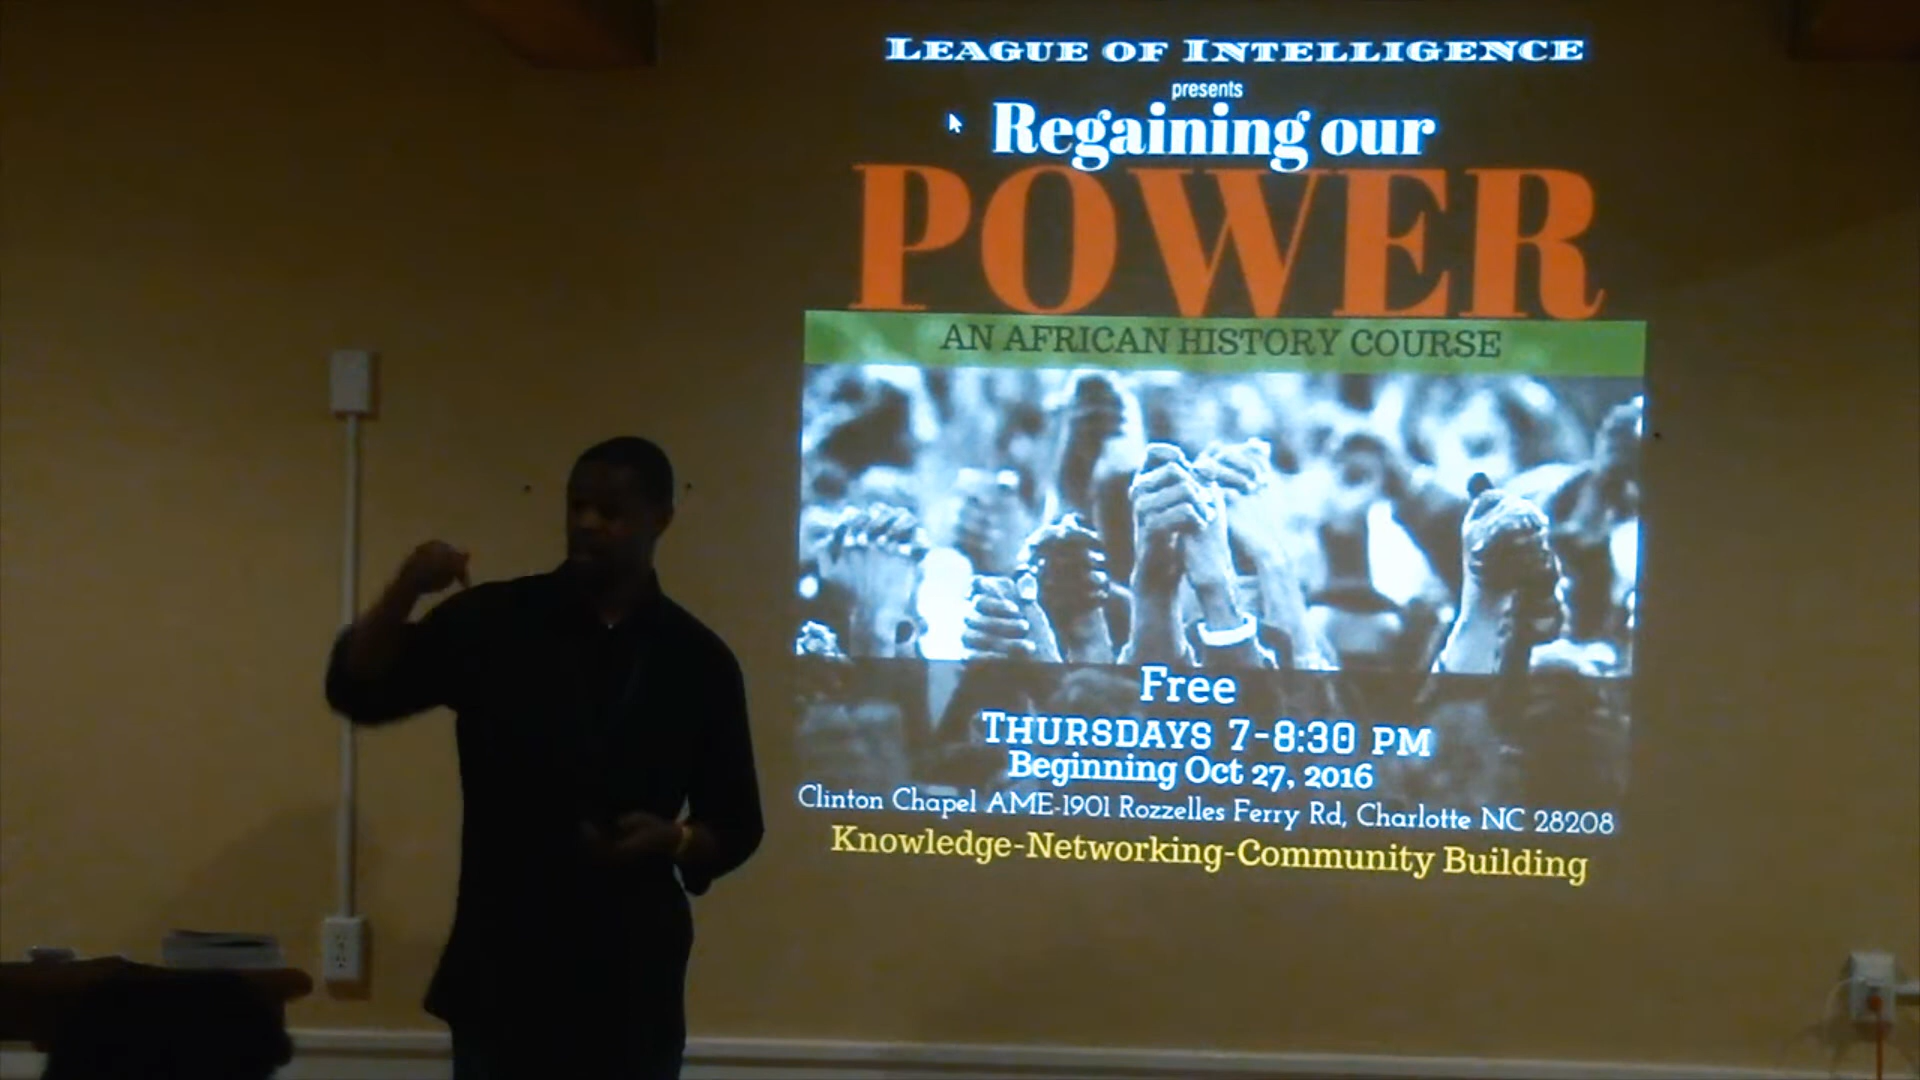 LEAGUE OF INTELLIGENCE
presents
Regaining our
POWER
AN AFRICAN HISTORY COURSE
Free
THURSDAYS 7-8:30 PM
Beginning Oct 27, 2016
Clinton Chapel AME-1901 Rozzelles Ferry Rd, Charlotte NC 28208
Knowledge-Networking-Community Building